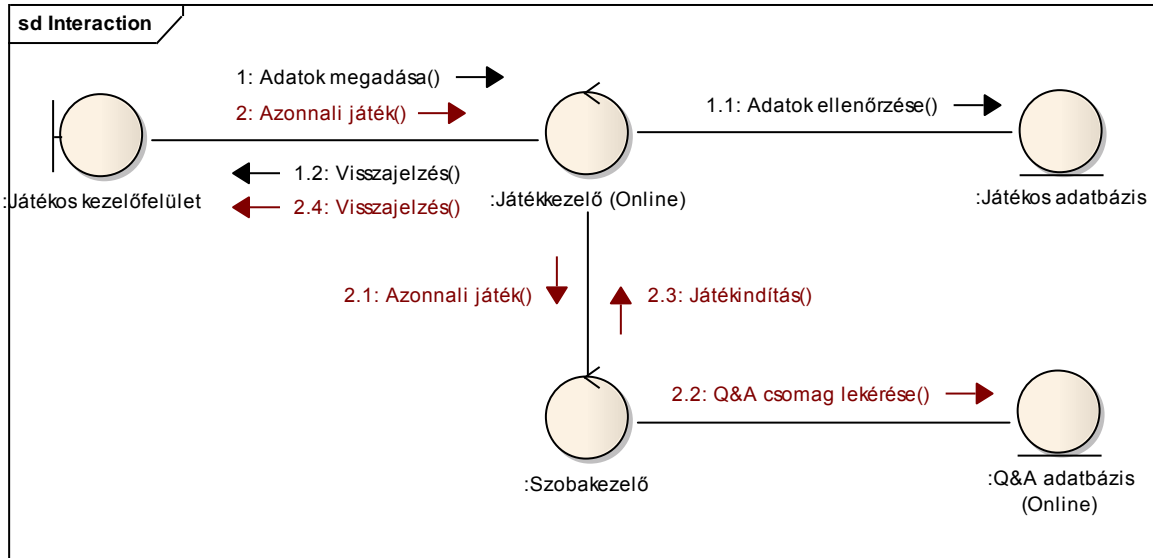 sd Interaction
1: Adatok megadása()
2: Azonnali játék()
1.1: Adatok ellenőrzése()
1.2: Visszajelzés()
2.4: Visszajelzés()
:Játékos kezelőfelület
:Játékkezelő (Online)
:Játékos adatbázis
2.1: Azonnali játék()
2.3: Játékindítás()
2.2: Q&A csomag lekérése()
:Szobakezelő
:Q&A adatbázis
(Online)